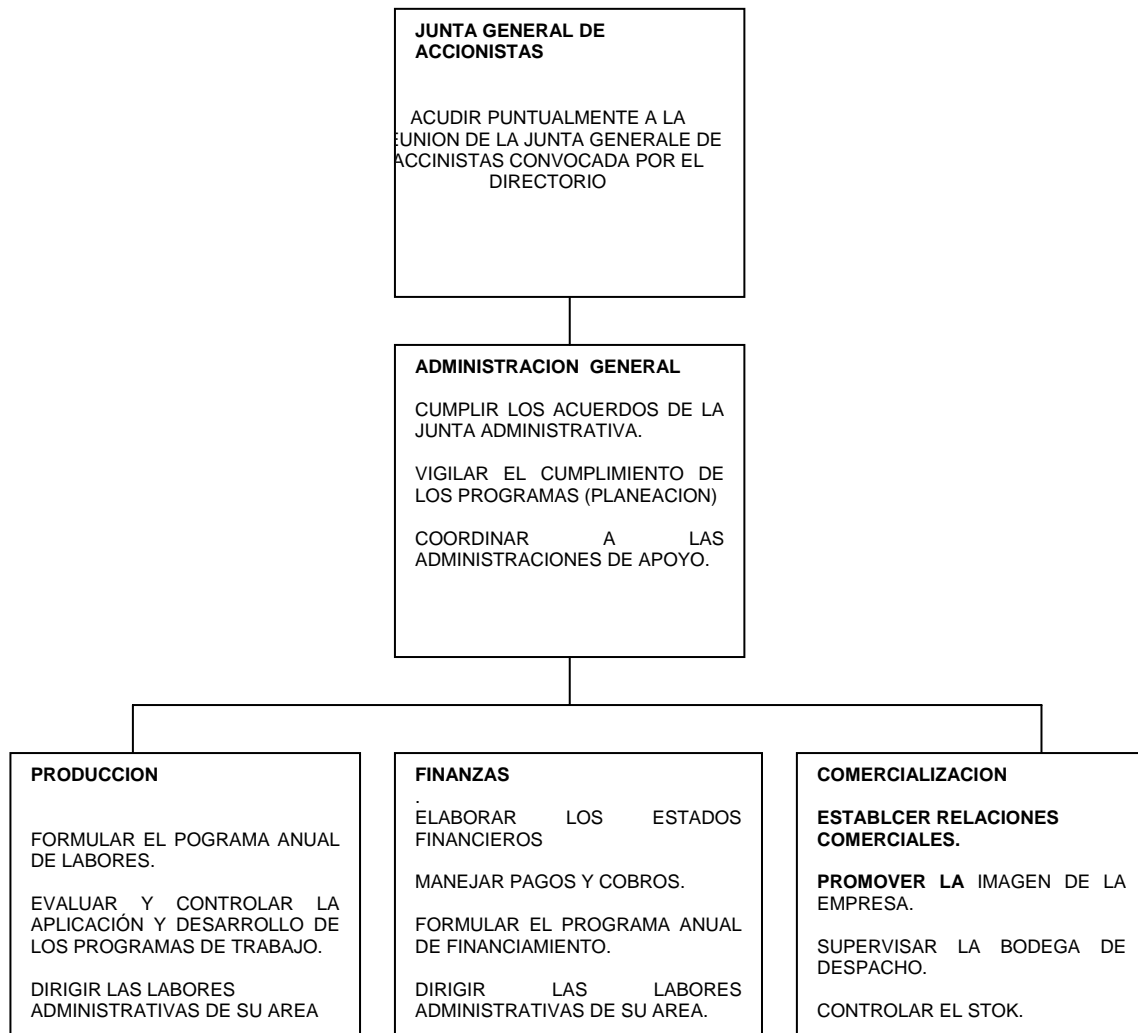 JUNTA GENERAL DE
ACCIONISTAS
ACUDIR PUNTUALMENTE A LA
EUNION DE LA JUNTA GENERALE DE
ACCINISTAS CONVOCADA POR EL
DIRECTORIO
ADMINISTRACION GENERAL
CUMPLIR LOS ACUERDOS DE LA
JUNTA ADMINISTRATIVA.
VIGILAR EL CUMPLIMIENTO DE
LOS PROGRAMAS (PLANEACION)
COORDINAR A LAS
ADMINISTRACIONES DE APOYO.
PRODUCCION
FORMULAR EL POGRAMA ANUAL
DE LABORES.
EVALUAR Y CONTROLAR LA
APLICACIÓN Y DESARROLLO DE
LOS PROGRAMAS DE TRABAJO.
DIRIGIR LAS LABORES
ADMINISTRATIVAS DE SU AREA
FINANZAS
.
ELABORAR LOS ESTADOS
FINANCIEROS
MANEJAR PAGOS Y COBROS.
FORMULAR EL PROGRAMA ANUAL
DE FINANCIAMIENTO.
DIRIGIR LAS LABORES
ADMINISTRATIVAS DE SU AREA.
COMERCIALIZACION
ESTABLCER RELACIONES
COMERCIALES.
PROMOVER LA IMAGEN DE LA
EMPRESA.
SUPERVISAR LA BODEGA DE
DESPACHO.
CONTROLAR EL STOK.